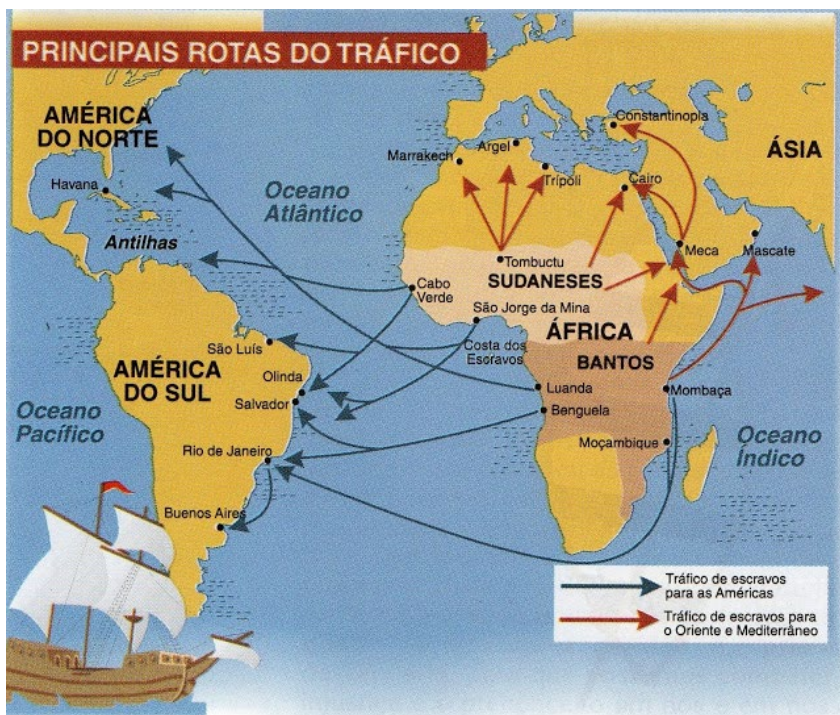 PRINCIPAIS ROTAS DO TRÁFICO
AMÉRICA
DO NORTE
Havana
Antilhas
Oceano
Atlântico
Constantinopla
Argel
Marrakech
Trípoli
Cairo
ÁSIA
Meca
Mascate
Tombuctu
SUDANESES
Cabo
Verde
São Jorge da Mina
Costa dos
Escravos
ÁFRICA
BANTOS
São Luís
AMÉRICA
DO SUL
Olinda
Salvador
Luanda
Benguela
Mombaça
Oceano
Pacífico
Rio de Janeiro
Moçambique
Oceano
Índico
Buenos Aires
Tráfico de escravos
para as Américas
Tráfico de escravos para
o Oriente e Mediterrâneo